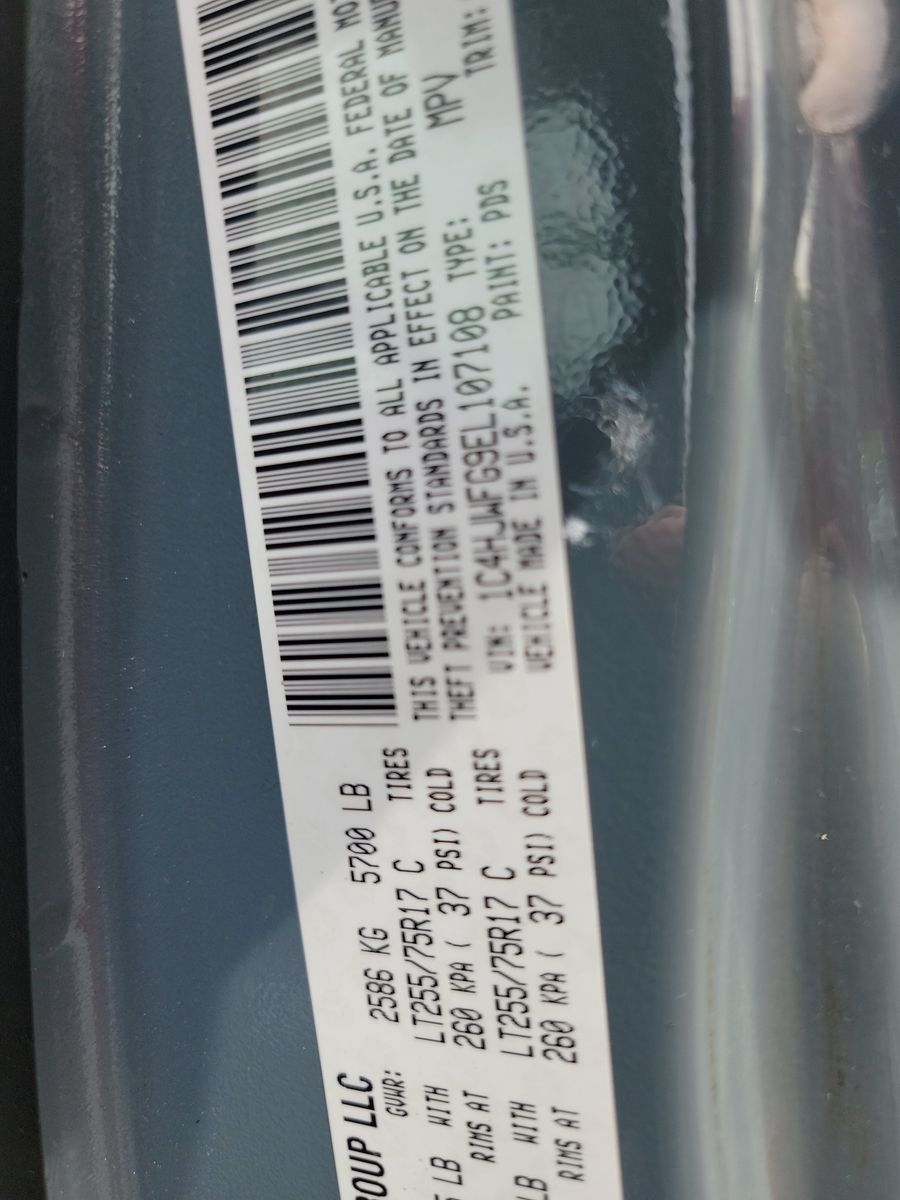 ROUP LLC
GVWR: 2586 KG 5700 LB
LB WITH LT255/75R17 C TIRES
RIMS AT 260 KPA ( 37 PSI) COLD
LB WITH LT255/75R17 C TIRES
RIMS AT 260 KPA ( 37 PSI) COLD
THIS VEHICLE CONFORMS TO ALL APPLICABLE U.S.A. FEDERAL MOT
THEFT PREVENTION STANDARDS IN EFFECT ON THE DATE OF MANU
VIN: 1C4HJWFG9EL107108 TYPE: MPV
VEHICLE MADE IN U.S.A. PAINT: PDS TRIM: